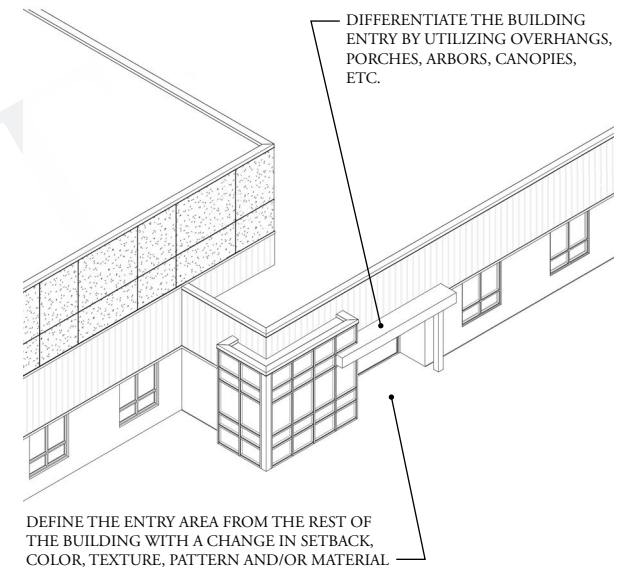 DIFFERENTIATE THE BUILDING
ENTRY BY UTILIZING OVERHANGS,
PORCHES, ARBORS, CANOPIES,
ETC.
DEFINE THE ENTRY AREA FROM THE REST OF
THE BUILDING WITH A CHANGE IN SETBACK,
COLOR, TEXTURE, PATTERN AND/OR MATERIAL